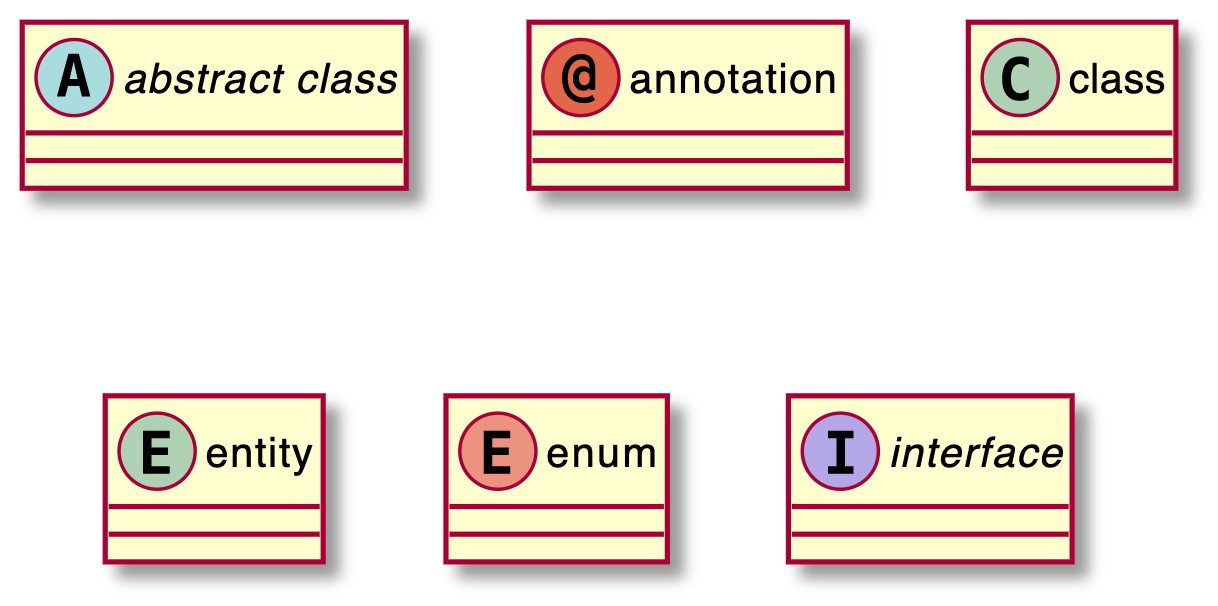 A abstract class
@ annotation
C class
E entity
E enum
I interface